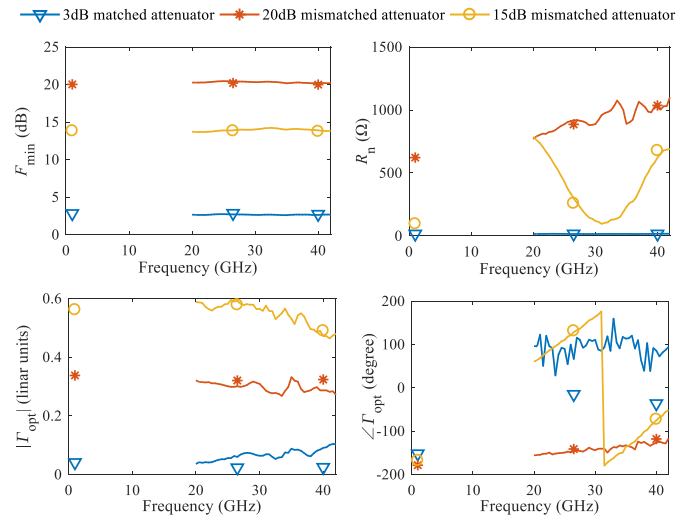 3dB matched attenuator 20dB mismatched attenuator 15dB mismatched attenuator
25
20
15
10
5
0
F_min (dB)
0 10 20 30 40
Frequency (GHz)
1500
1000
500
0
R_n (Ω)
0 10 20 30 40
Frequency (GHz)
0.6
0.4
0.2
0
|Γ_opt| (linar units)
0 10 20 30 40
Frequency (GHz)
200
100
0
-100
-200
∠Γ_opt (degree)
0 10 20 30 40
Frequency (GHz)